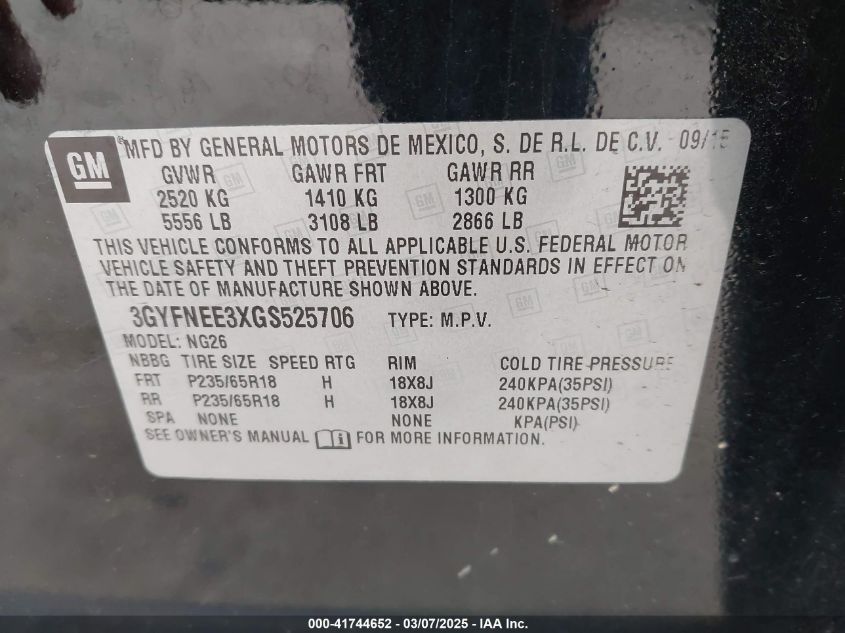 GM
MFD BY GENERAL MOTORS DE MEXICO, S. DE R.L. DE C.V. 09/15
GVWR GAWR FRT GAWR RR
2520 KG 1410 KG 1300 KG
5556 LB 3108 LB 2866 LB
THIS VEHICLE CONFORMS TO ALL APPLICABLE U.S. FEDERAL MOTOR
VEHICLE SAFETY AND THEFT PREVENTION STANDARDS IN EFFECT ON
THE DATE OF MANUFACTURE SHOWN ABOVE.
3GYFNEE3XGS525706 TYPE: M.P.V.
MODEL: NG26
NBBG TIRE SIZE SPEED RTG RIM COLD TIRE PRESSURE
FRT P235/65R18 H 18X8J 240KPA(35PSI)
RR P235/65R18 H 18X8J 240KPA(35PSI)
SPA NONE NONE KPA(PSI)
SEE OWNER'S MANUAL FOR MORE INFORMATION.
000-41744652 - 03/07/2025 - IAA Inc.